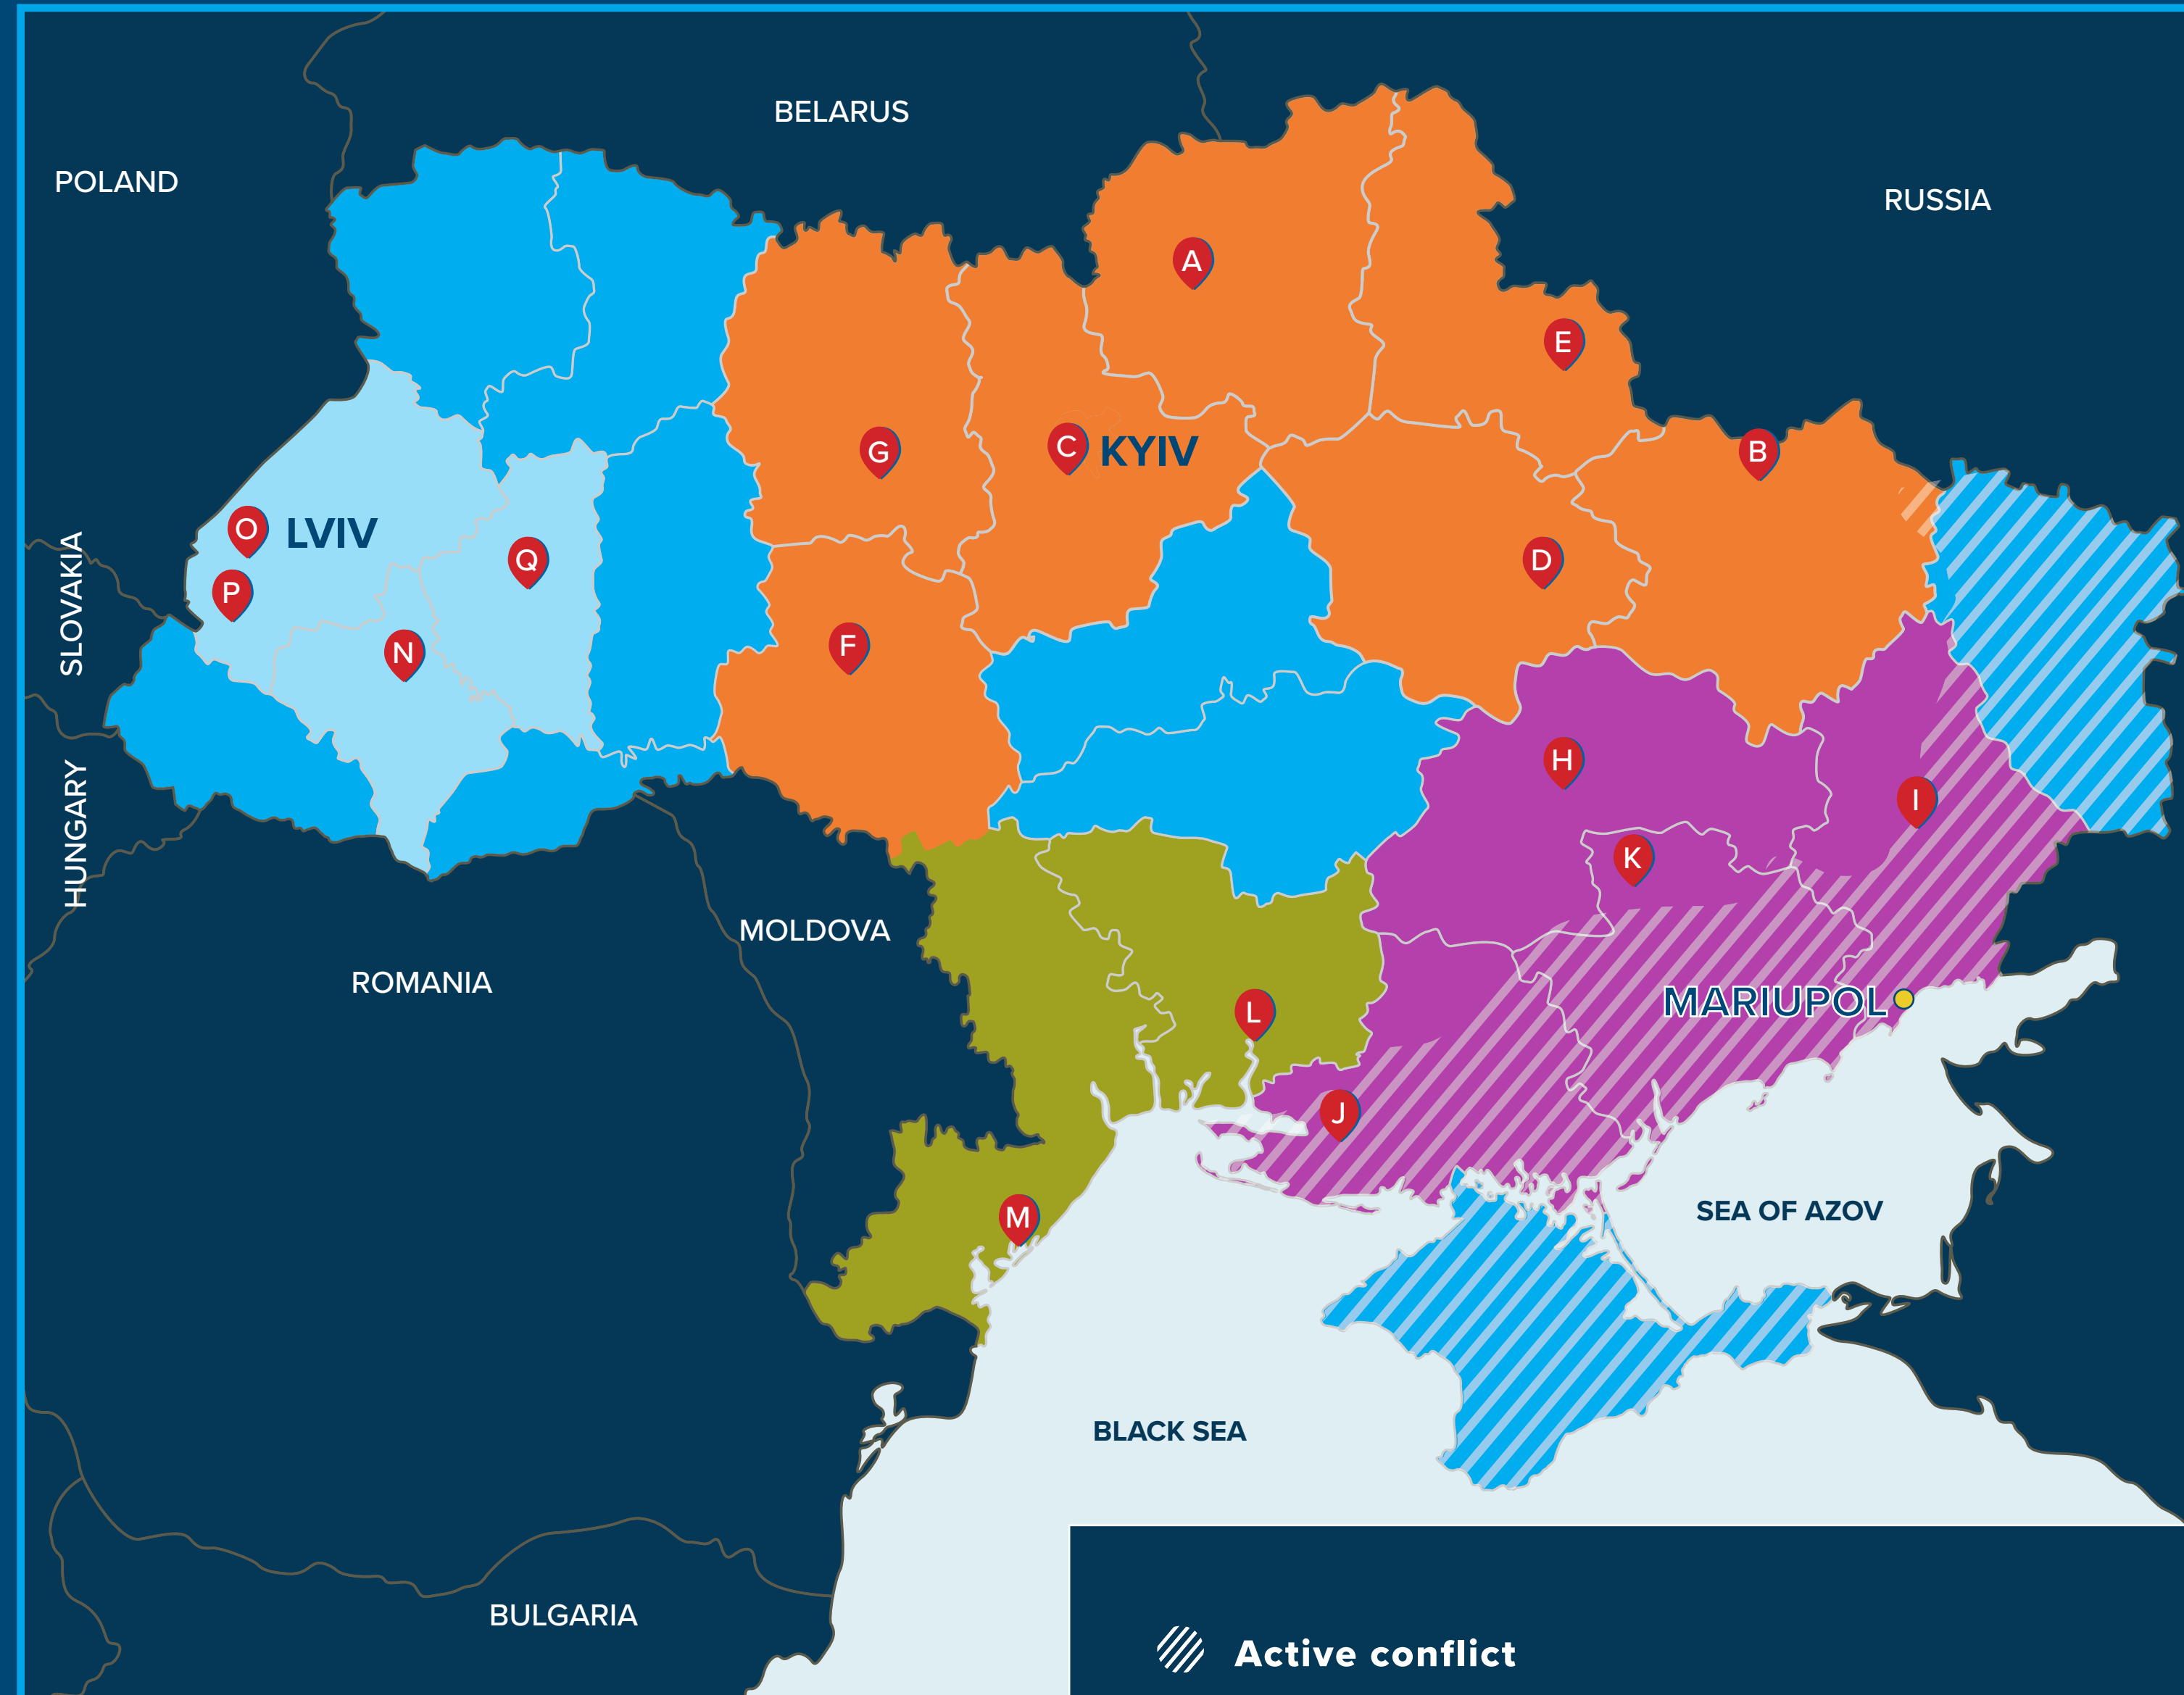 BELARUS
POLAND
RUSSIA
A
E
G
C
KYIV
B
O
LVIV
Q
D
P
SLOVAKIA
F
N
H
I
HUNGARY
K
MOLDOVA
ROMANIA
L
MARIUPOL
J
M
SEA OF AZOV
BLACK SEA
BULGARIA
Active conflict